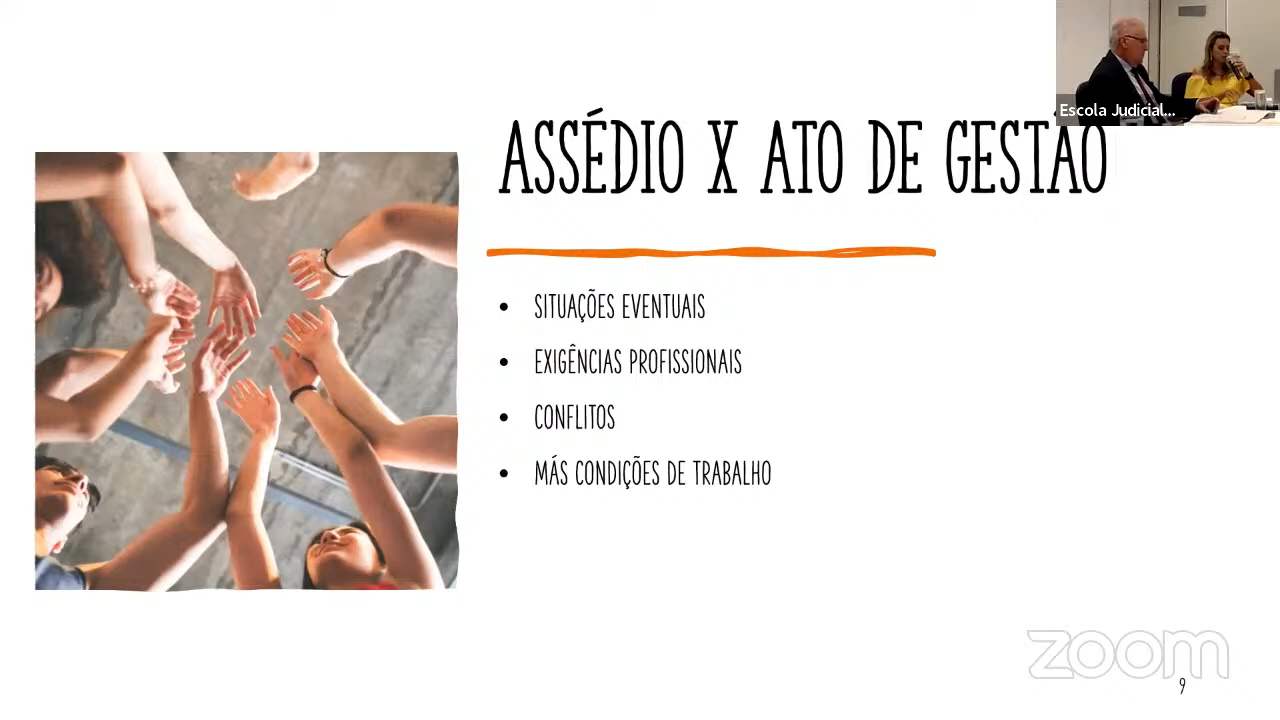 Escola Judicial...
ASSÉDIO X ATO DE GESTÃO
• SITUAÇÕES EVENTUAIS
• EXIGÊNCIAS PROFISSIONAIS
• CONFLITOS
• MÁS CONDIÇÕES DE TRABALHO
zoom
9